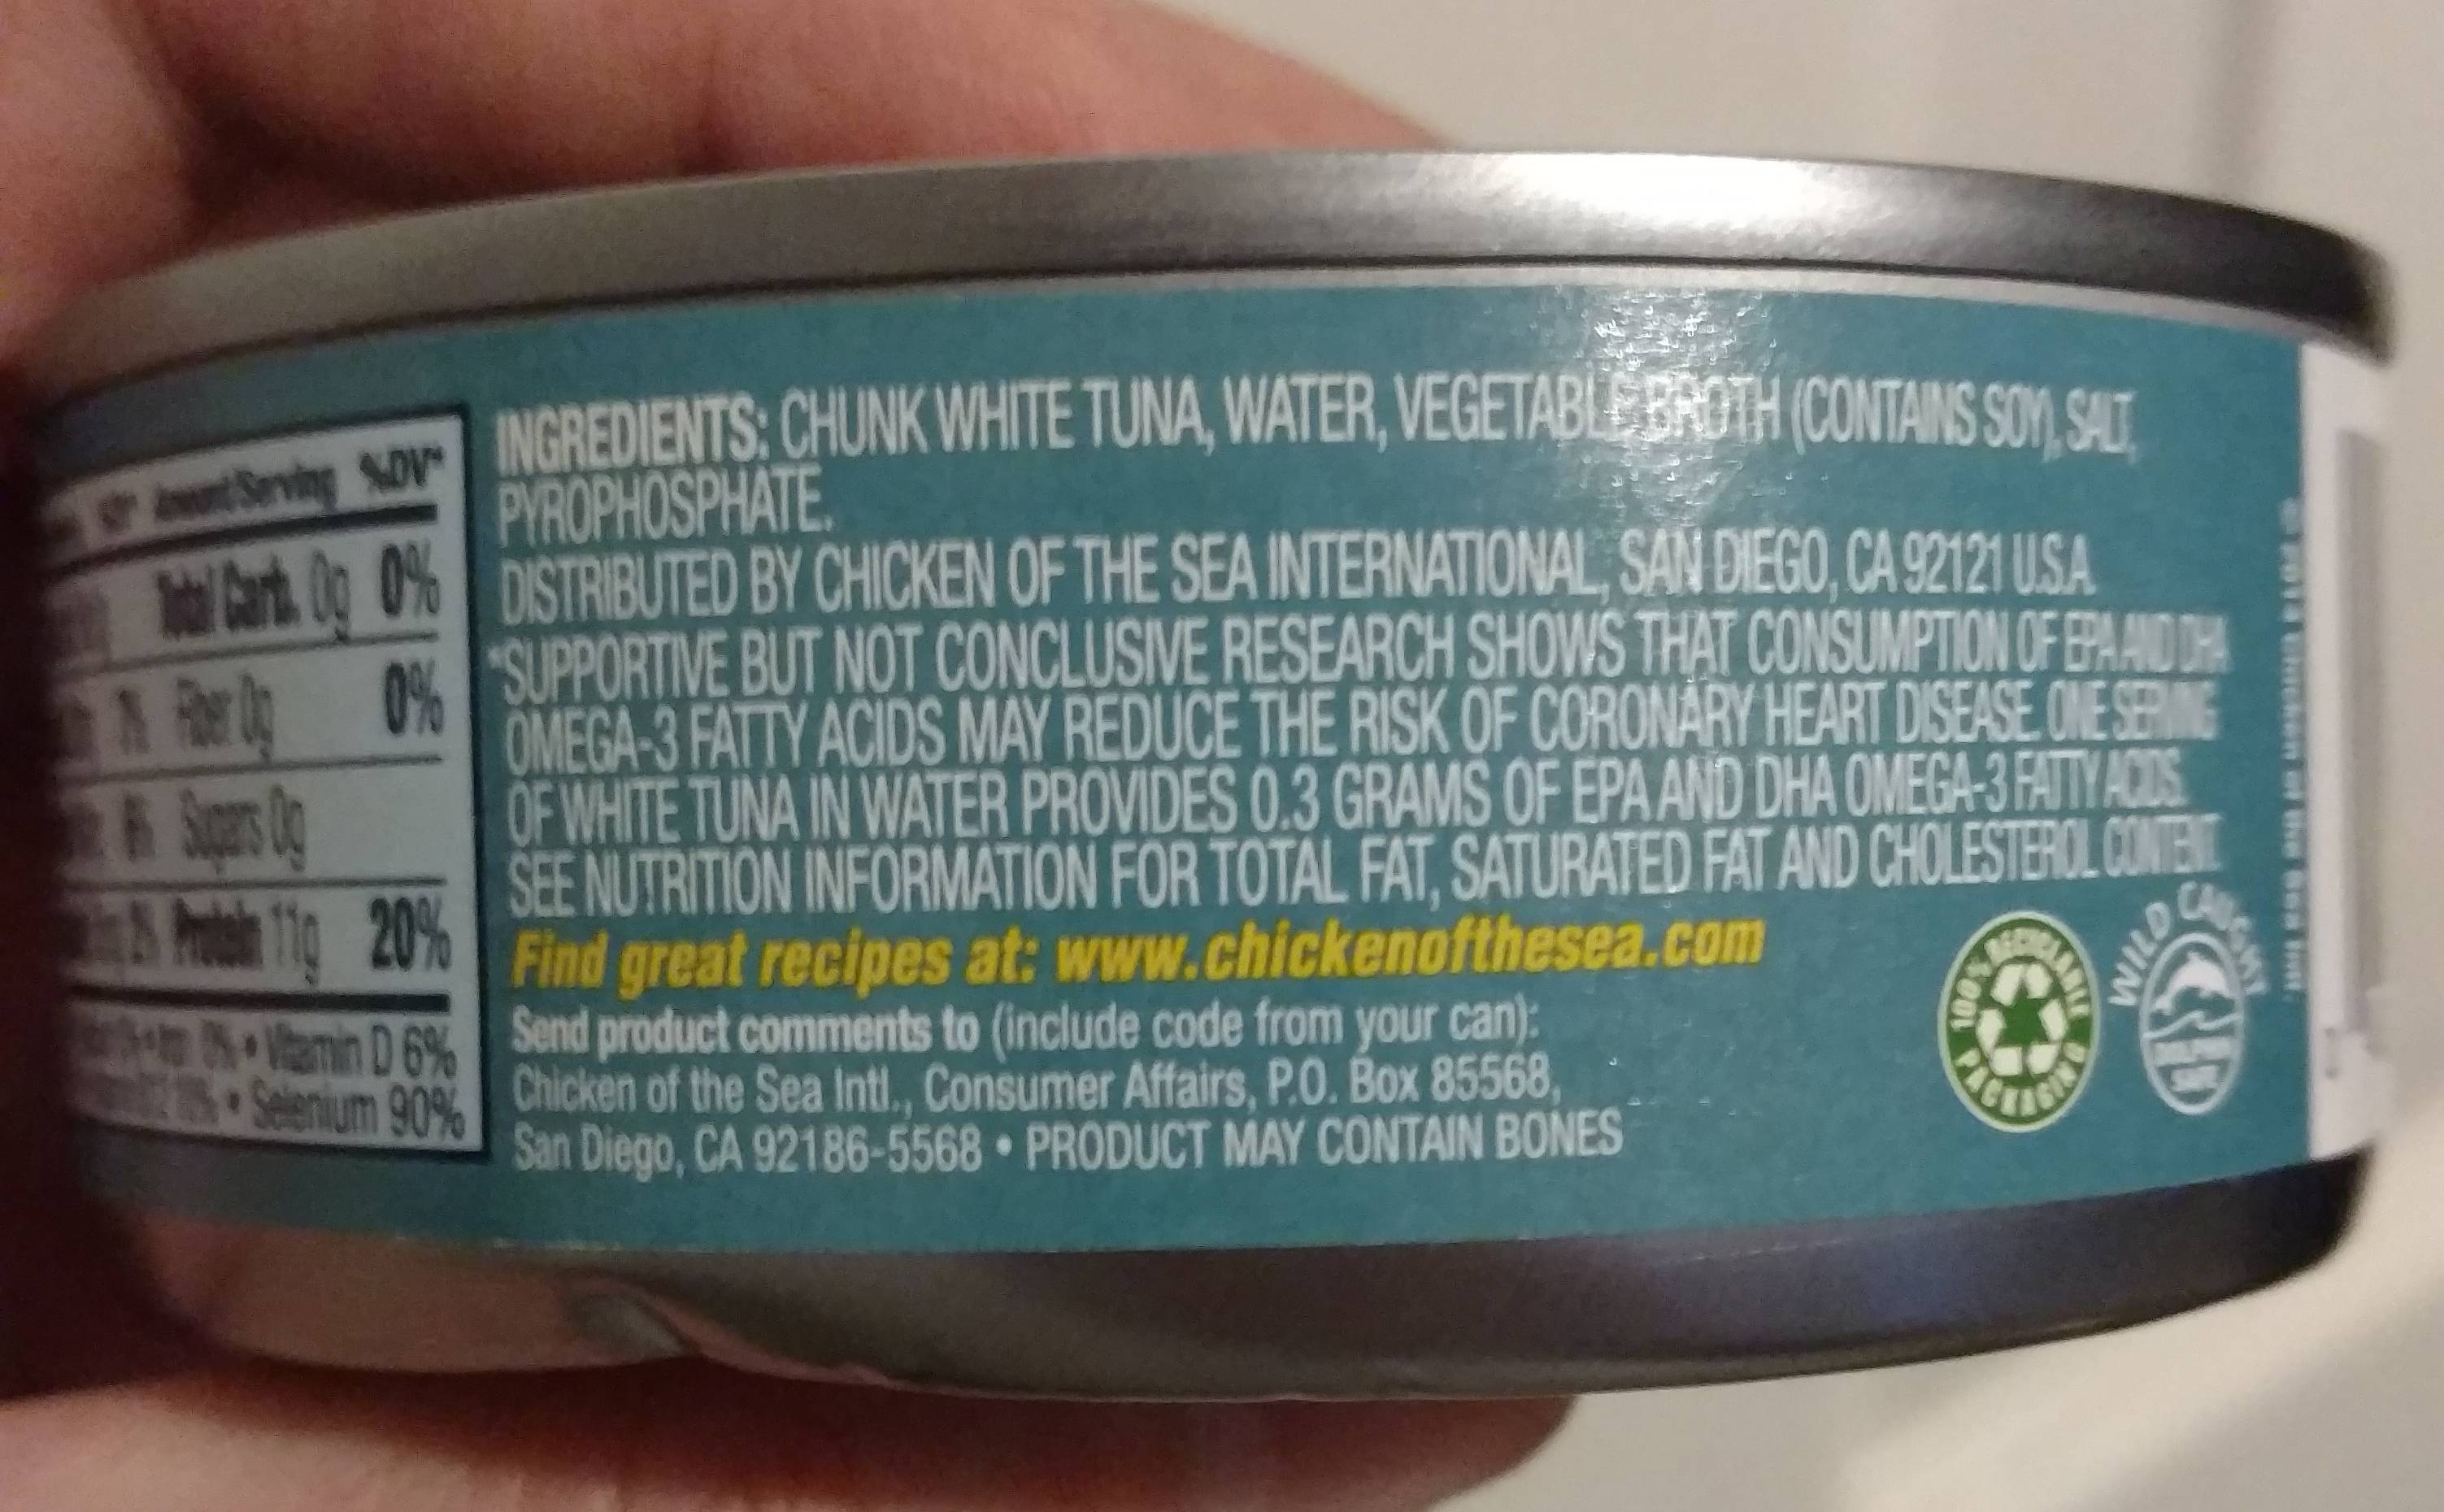 Amount/Serving %DV*
Total Carb. 0g 0%
Fiber 0g 0%
Sugars 0g
Protein 11g 20%
• Vitamin D 6%
• Selenium 90%
INGREDIENTS: CHUNK WHITE TUNA, WATER, VEGETABLE BROTH (CONTAINS SOY), SALT,
PYROPHOSPHATE.
DISTRIBUTED BY CHICKEN OF THE SEA INTERNATIONAL, SAN DIEGO, CA 92121 U.S.A.
*SUPPORTIVE BUT NOT CONCLUSIVE RESEARCH SHOWS THAT CONSUMPTION OF EPA AND DHA
OMEGA-3 FATTY ACIDS MAY REDUCE THE RISK OF CORONARY HEART DISEASE. ONE SERVING
OF WHITE TUNA IN WATER PROVIDES 0.3 GRAMS OF EPA AND DHA OMEGA-3 FATTY ACIDS.
SEE NUTRITION INFORMATION FOR TOTAL FAT, SATURATED FAT AND CHOLESTEROL CONTENT.
Find great recipes at: www.chickenofthesea.com
Send product comments to (include code from your can):
Chicken of the Sea Intl., Consumer Affairs, P.O. Box 85568,
San Diego, CA 92186-5568 • PRODUCT MAY CONTAIN BONES
100% RECYCLABLE
PACKAGING
WILD CAUGHT
Chicken of the Sea Intl.